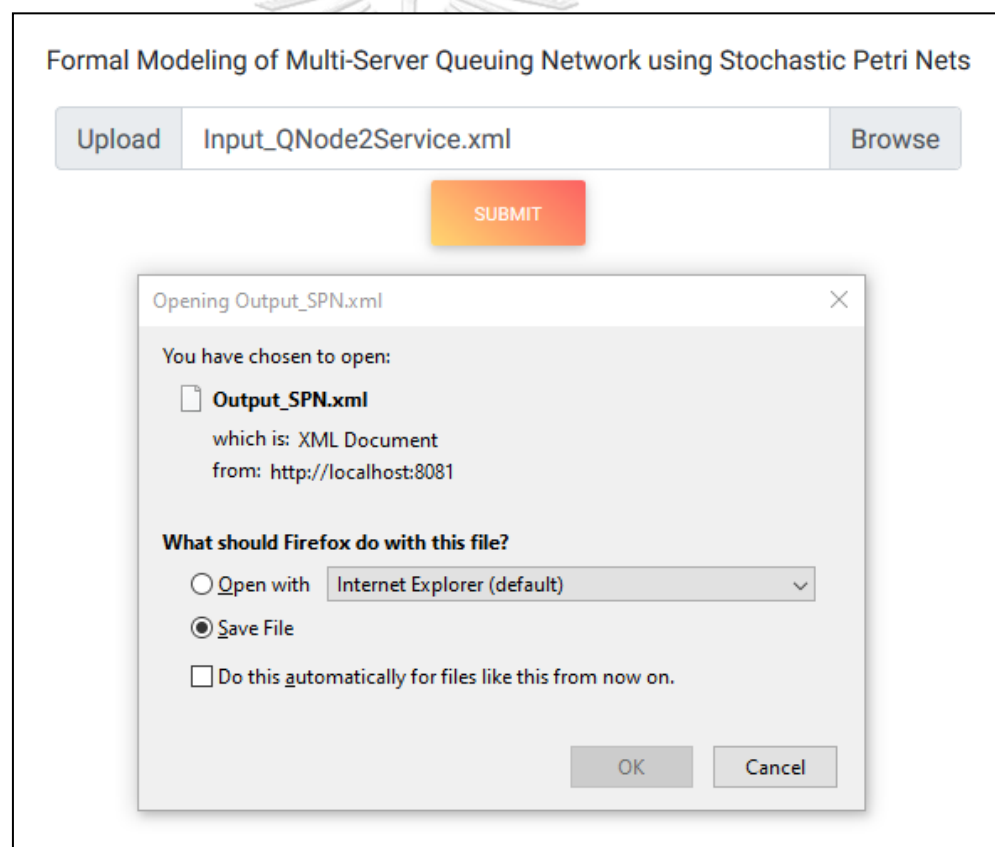 Formal Modeling of Multi-Server Queuing Network using Stochastic Petri Nets
Upload Input_QNode2Service.xml Browse
SUBMIT
Opening Output_SPN.xml
You have chosen to open:
Output_SPN.xml
which is: XML Document
from: http://localhost:8081
What should Firefox do with this file?
Open with Internet Explorer (default)
Save File
Do this automatically for files like this from now on.
OK Cancel